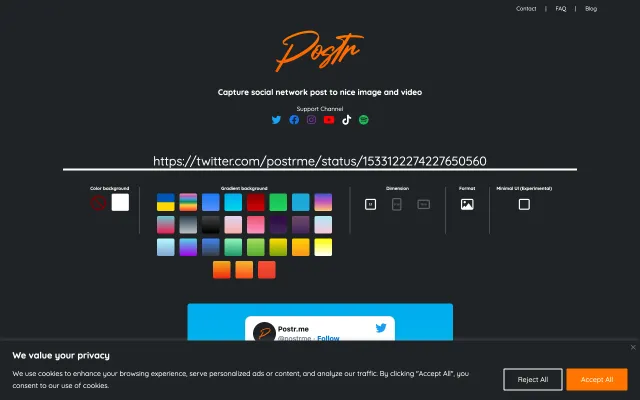 Contact | FAQ | Blog
Postr
Capture social network post to nice image and video
Support Channel
https://twitter.com/postrme/status/1533122274227650560
Color background
Gradient background
Dimension
Format
Minimal UI (Experimental)
Postr.me
@postrme · Follow
We value your privacy
We use cookies to enhance your browsing experience, serve personalized ads or content, and analyze our traffic. By clicking "Accept All", you
consent to our use of cookies.
Reject All
Accept All